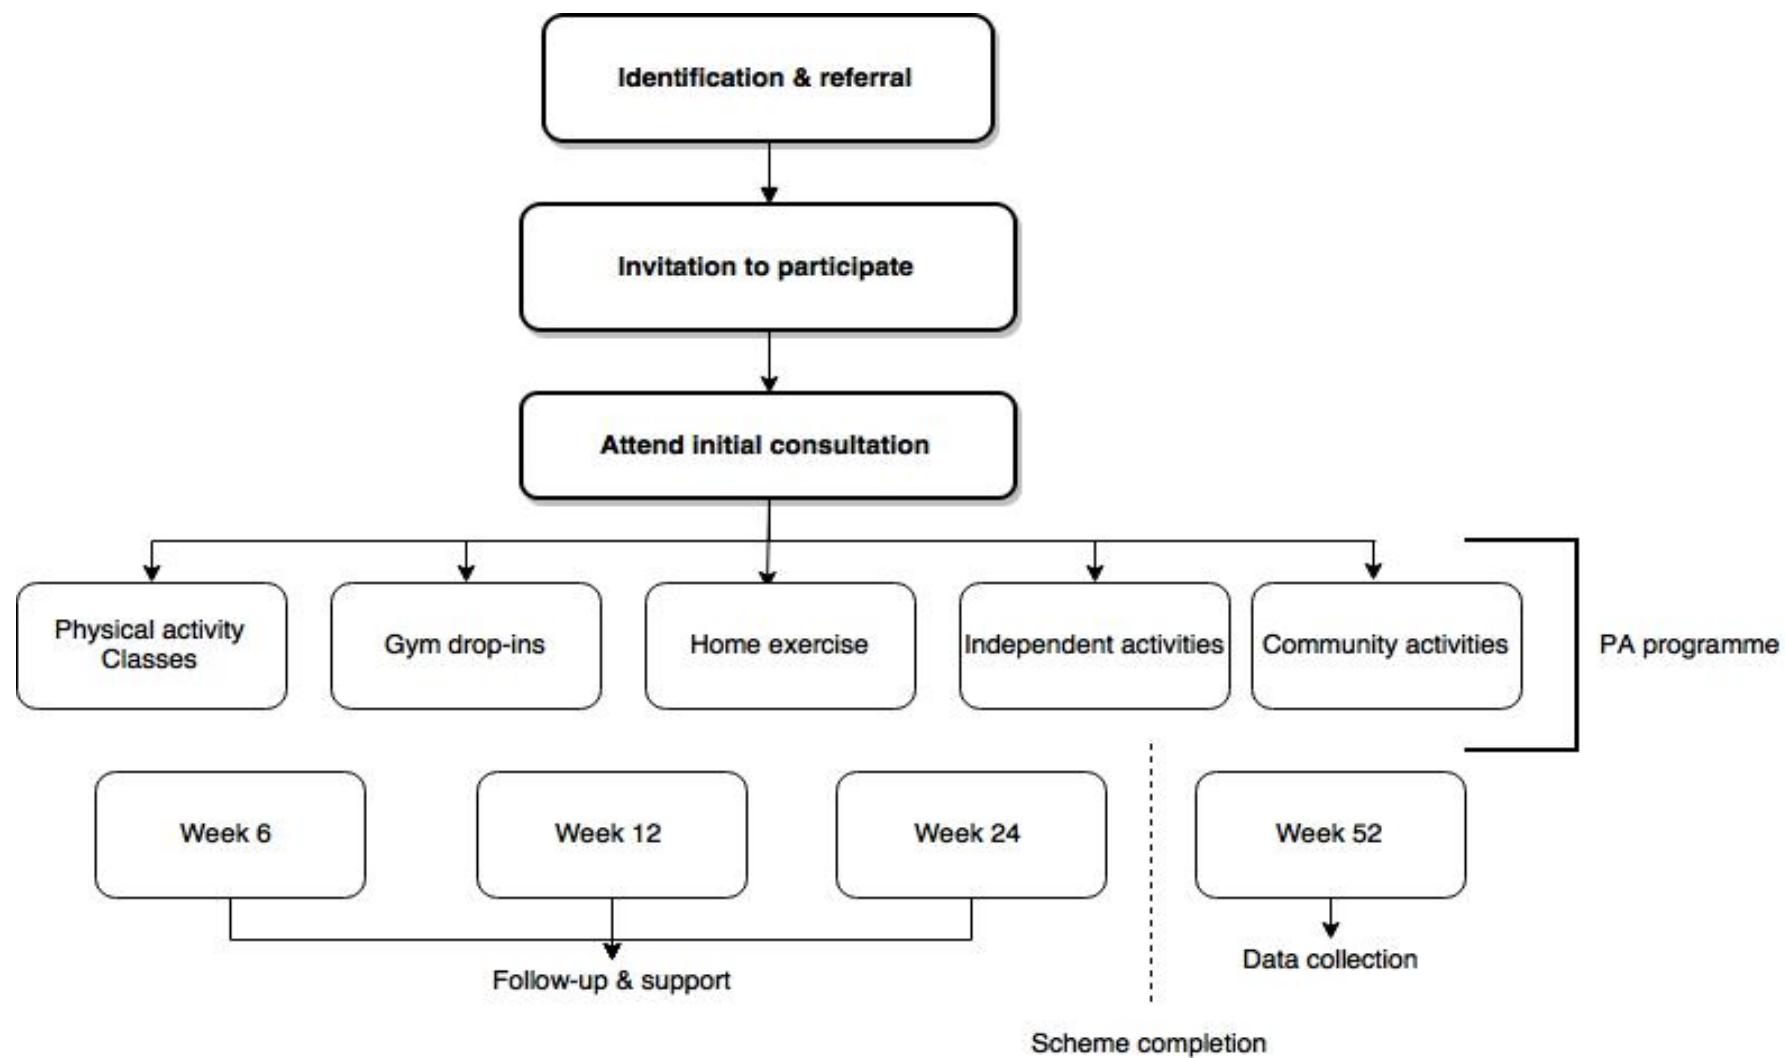 Identification & referral
Invitation to participate
Attend initial consultation
Physical activity
Classes
Gym drop-ins
Home exercise
Independent activities
Community activities
PA programme
Week 6
Week 12
Week 24
Week 52
Follow-up & support
Data collection
Scheme completion